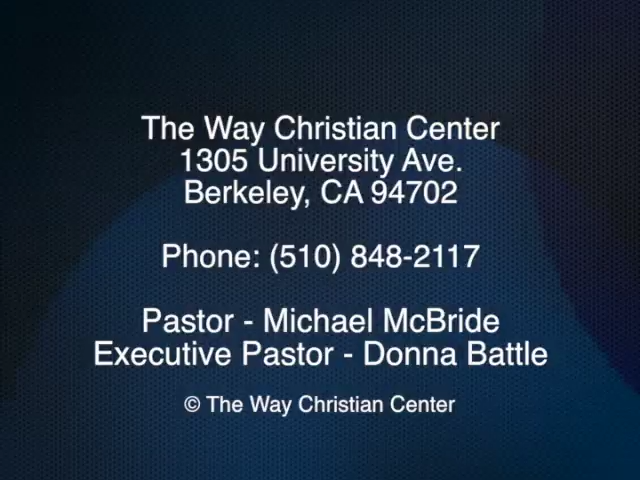 The Way Christian Center
1305 University Ave.
Berkeley, CA 94702
Phone: (510) 848-2117
Pastor - Michael McBride
Executive Pastor - Donna Battle
© The Way Christian Center